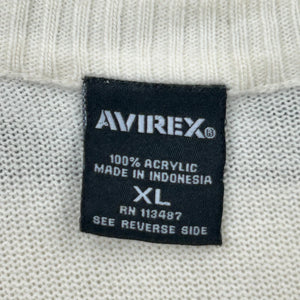 AVIREX®
100% ACRYLIC
MADE IN INDONESIA
XL
RN 113487
SEE REVERSE SIDE